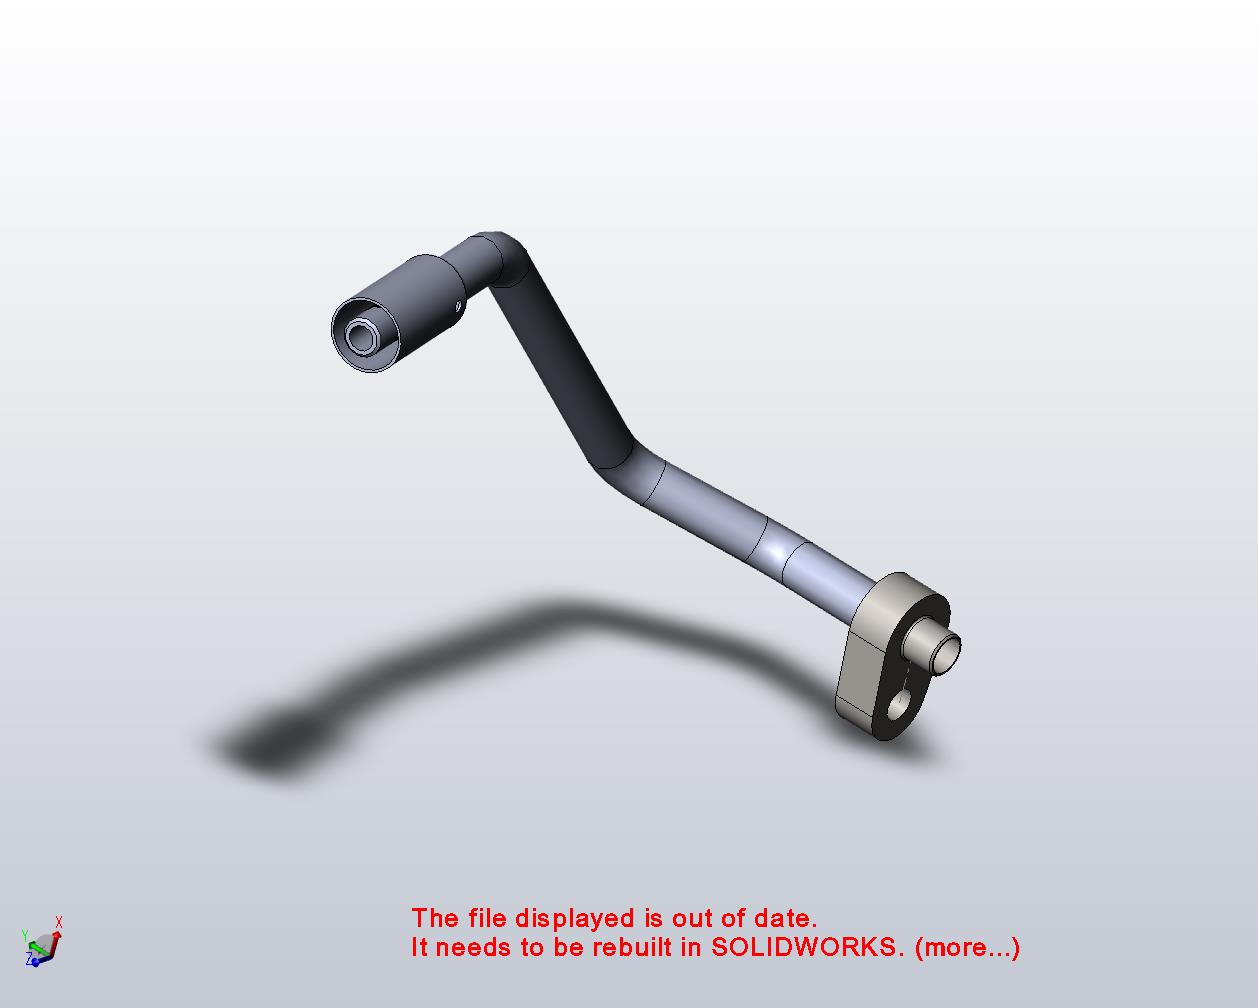 The file displayed is out of date.
It needs to be rebuilt in SOLIDWORKS. (more...)
X
Y
Z